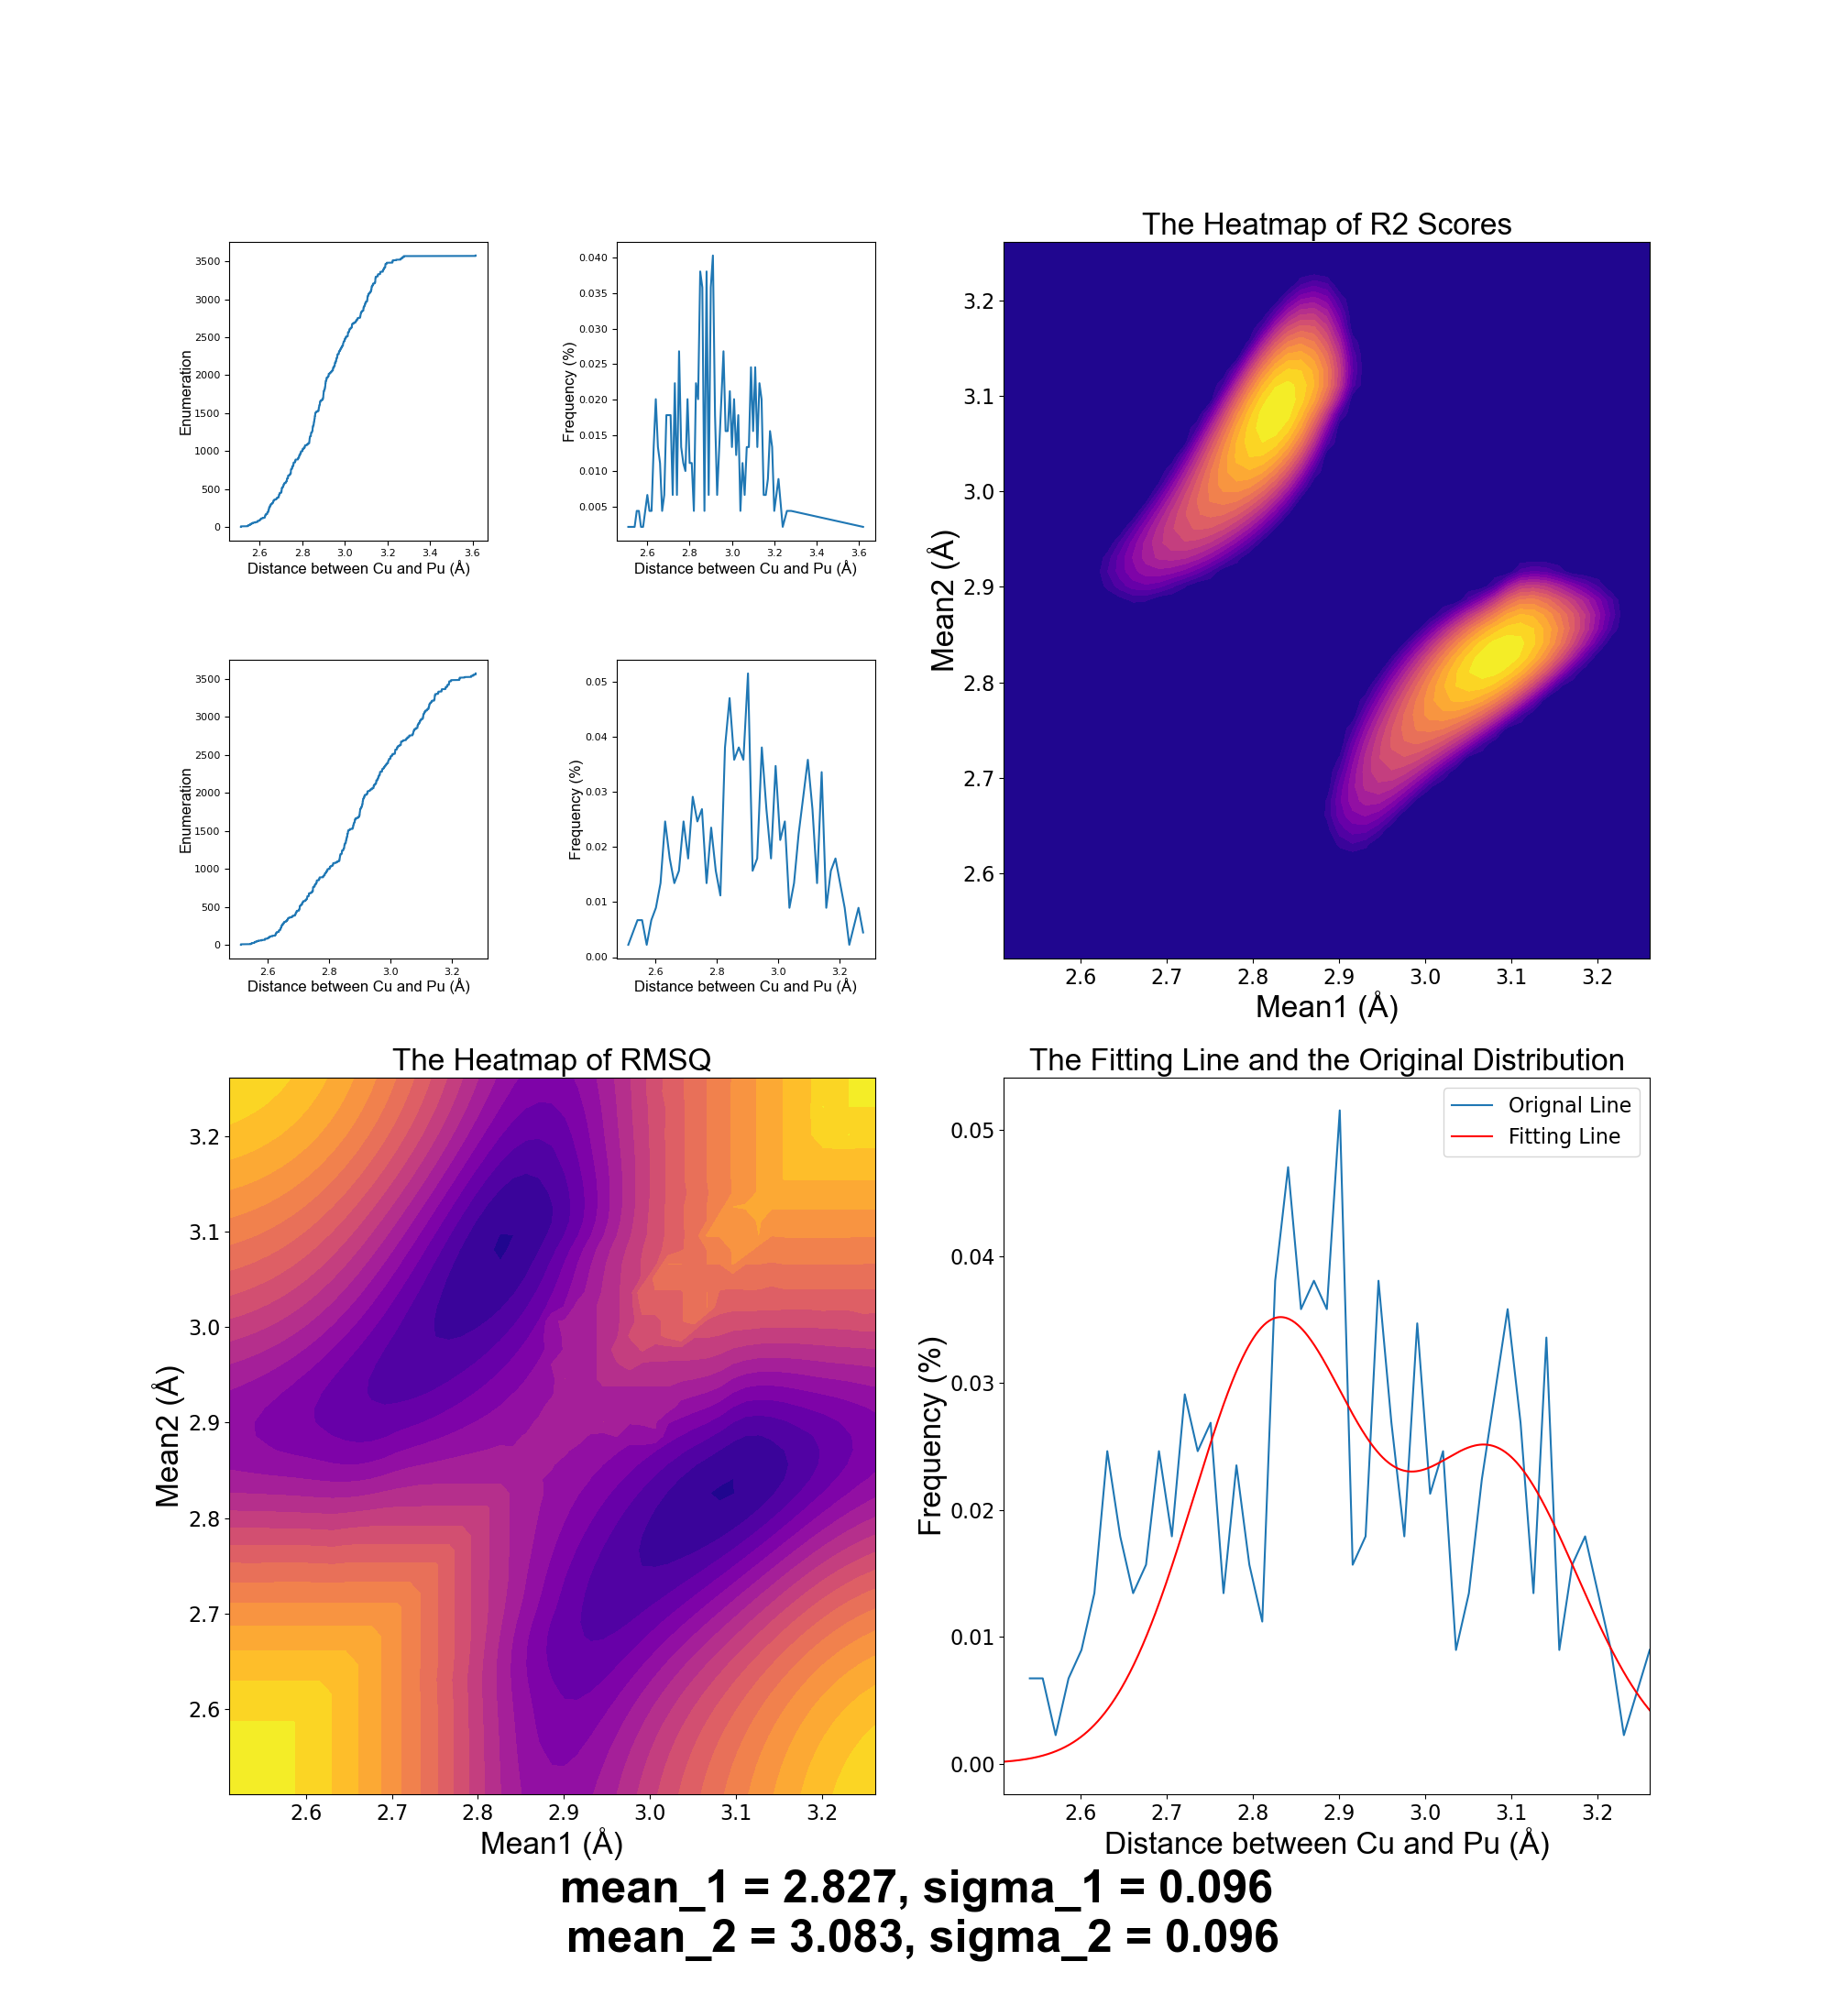 3500
3000
2500
2000
1500
1000
500
0
Enumeration
2.6 2.8 3.0 3.2 3.4 3.6
Distance between Cu and Pu (Å)
0.040
0.035
0.030
0.025
0.020
0.015
0.010
0.005
Frequency (%)
2.6 2.8 3.0 3.2 3.4 3.6
Distance between Cu and Pu (Å)
The Heatmap of R2 Scores
3.2
3.1
3.0
2.9
2.8
2.7
2.6
Mean2 (Å)
2.6 2.7 2.8 2.9 3.0 3.1 3.2
Mean1 (Å)
3500
3000
2500
2000
1500
1000
500
0
Enumeration
2.6 2.8 3.0 3.2
Distance between Cu and Pu (Å)
0.05
0.04
0.03
0.02
0.01
0.00
Frequency (%)
2.6 2.8 3.0 3.2
Distance between Cu and Pu (Å)
The Heatmap of RMSQ
3.2
3.1
3.0
2.9
2.8
2.7
2.6
Mean2 (Å)
2.6 2.7 2.8 2.9 3.0 3.1 3.2
Mean1 (Å)
The Fitting Line and the Original Distribution
Orignal Line
Fitting Line
0.05
0.04
0.03
0.02
0.01
0.00
Frequency (%)
2.6 2.7 2.8 2.9 3.0 3.1 3.2
Distance between Cu and Pu (Å)
mean_1 = 2.827, sigma_1 = 0.096
mean_2 = 3.083, sigma_2 = 0.096